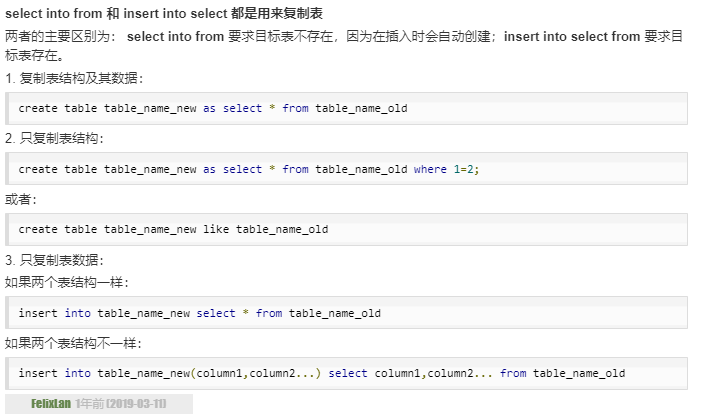 select into from 和 insert into select 都是用来复制表
两者的主要区别为： select into from 要求目标表不存在，因为在插入时会自动创建；insert into select from 要求目
标表存在。
1. 复制表结构及其数据：
create table table_name_new as select * from table_name_old
2. 只复制表结构：
create table table_name_new as select * from table_name_old where 1=2;
或者：
create table table_name_new like table_name_old
3. 只复制表数据：
如果两个表结构一样：
insert into table_name_new select * from table_name_old
如果两个表结构不一样：
insert into table_name_new(column1,column2...) select column1,column2... from table_name_old
FelixLan 1年前 (2019-03-11)